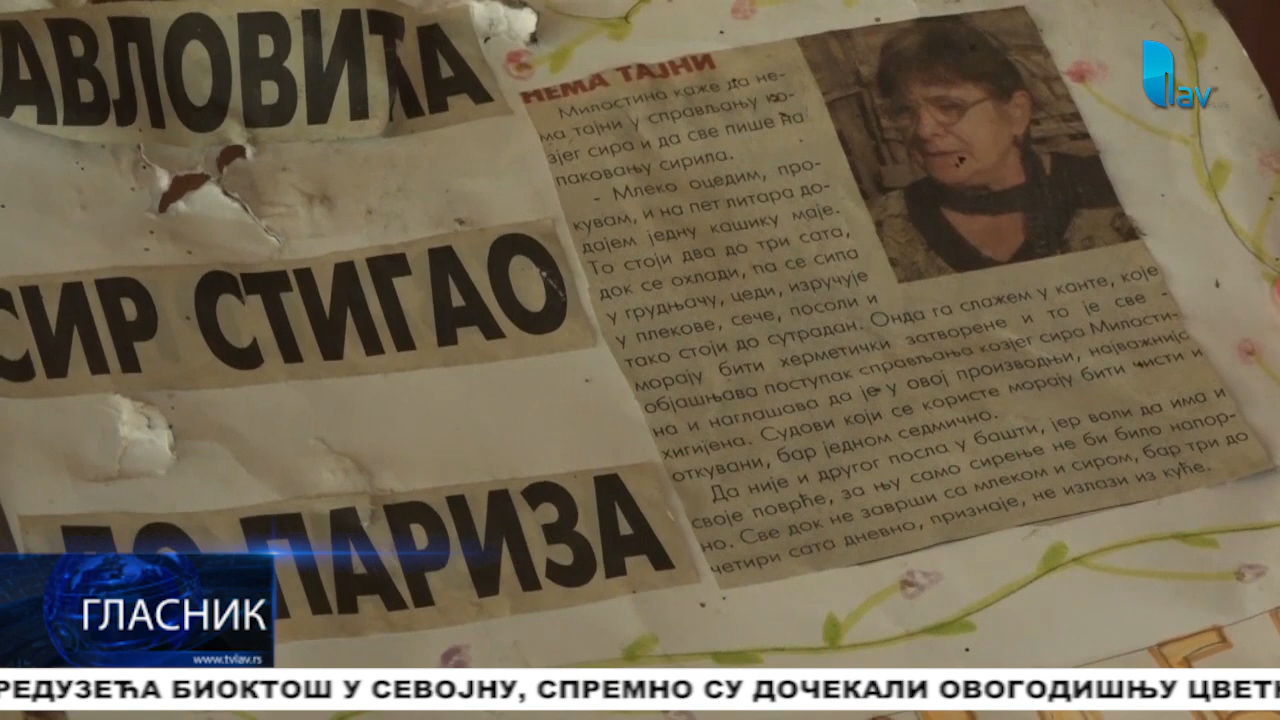 АВЛОВИЋА
СИР СТИГАО
ДО ПАРИЗА
НЕМА ТАЈНИ
Милостина каже да не-
ма тајни у справљању ко-
зјег сира и да све пише на
паковању сирила.
- Млеко оцедим, про-
кувам, и на пет литара до-
дајем једну кашику маје.
То стоји два до три сата,
док се охлади, па се сипа
у грудњачу, цеди, изручује
у плекове, сече, посоли и
тако стоји до сутрадан. Онда га слажем у канте, које
морају бити херметички затворене и то је све -
објашњава поступак справљања козјег сира Милости-
на и наглашава да је у овој производњи, најважнија
хигијена. Судови који се користе морају бити чисти и
откувани, бар једном седмично.
Да није и другог посла у башти, јер воли да има и
своје поврће, за њу само сирење не би било напор-
но. Све док не заврши са млеком и сиром, бар три до
четири сата дневно, признаје, не излази из куће.
lav
ГЛАСНИК
www.tvlav.rs
РЕДУЗЕЋА БИОКТОШ У СЕВОЈНУ, СПРЕМНО СУ ДОЧЕКАЛИ ОВОГОДИШЊУ ЦВЕТ